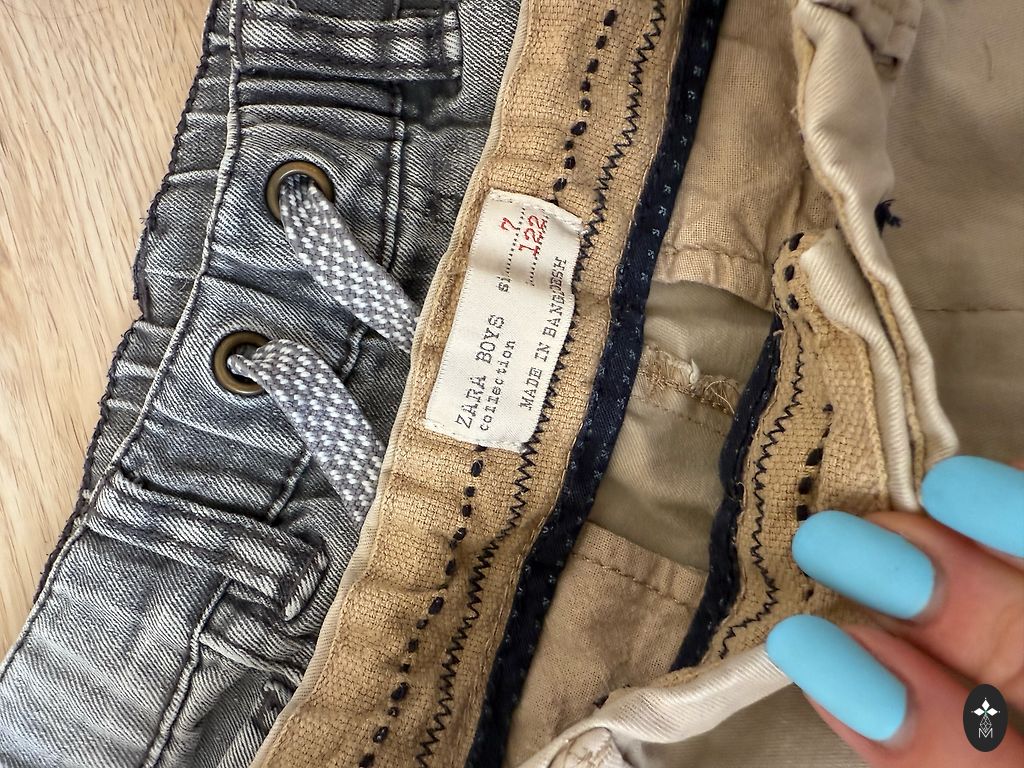 ZARA BOYS
collection
7
122
MADE IN BANGLADESH